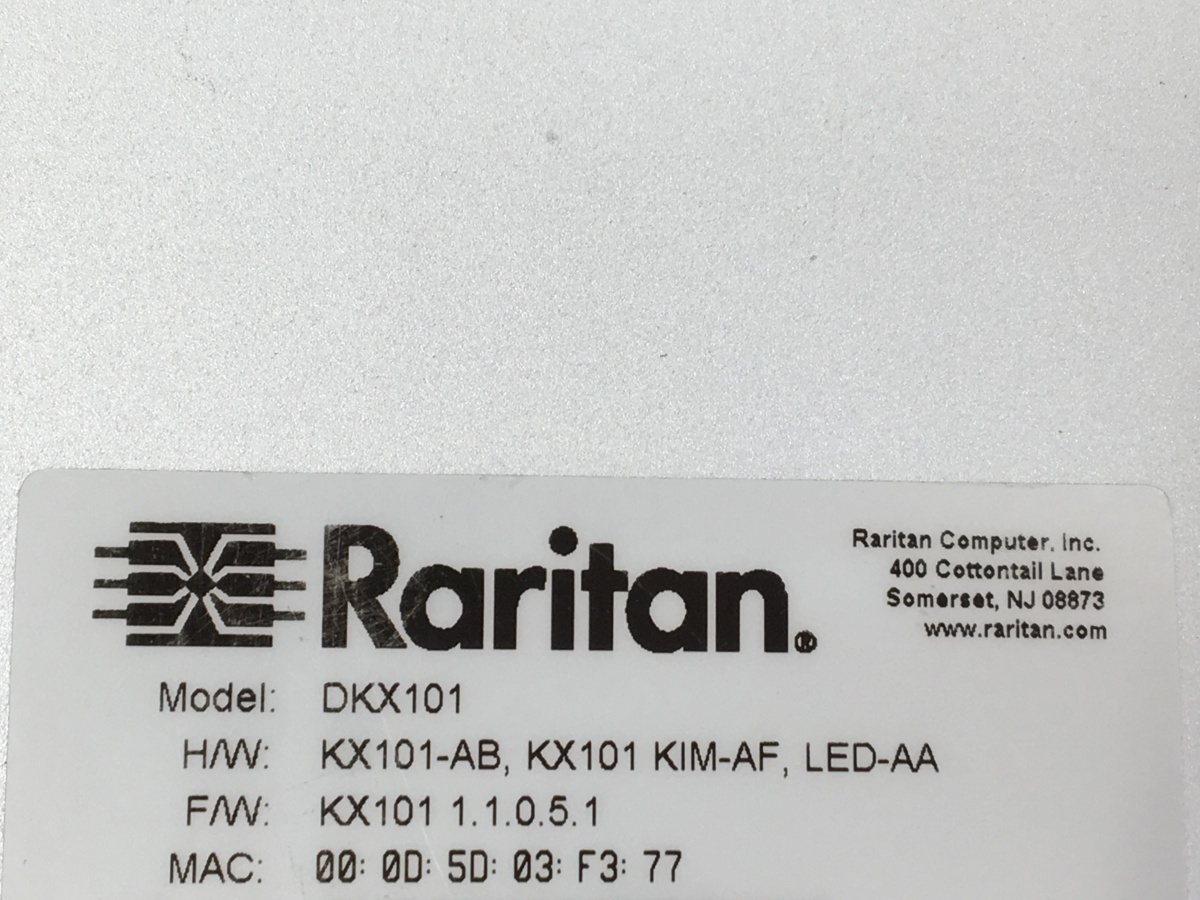 Raritan.®
Raritan Computer, Inc.
400 Cottontail Lane
Somerset, NJ 08873
www.raritan.com
Model: DKX101
H/W: KX101-AB, KX101 KIM-AF, LED-AA
F/W: KX101 1.1.0.5.1
MAC: 00: 0D: 5D: 03: F3: 77